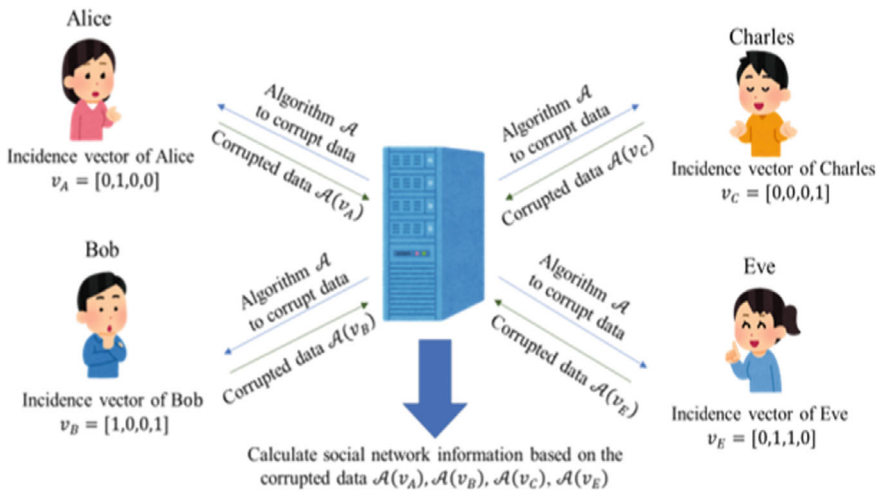 Alice
Incidence vector of Alice
𝑣_A = [0,1,0,0]
Algorithm 𝒜
to corrupt data
Corrupted data 𝒜(𝑣_A)
Charles
Incidence vector of Charles
𝑣_C = [0,0,0,1]
Algorithm 𝒜
to corrupt data
Corrupted data 𝒜(𝑣_C)
Bob
Incidence vector of Bob
𝑣_B = [1,0,0,1]
Algorithm 𝒜
to corrupt data
Corrupted data 𝒜(𝑣_B)
Eve
Incidence vector of Eve
𝑣_E = [0,1,1,0]
Algorithm 𝒜
to corrupt data
Corrupted data 𝒜(𝑣_E)
Calculate social network information based on the
corrupted data 𝒜(𝑣_A), 𝒜(𝑣_B), 𝒜(𝑣_C), 𝒜(𝑣_E)